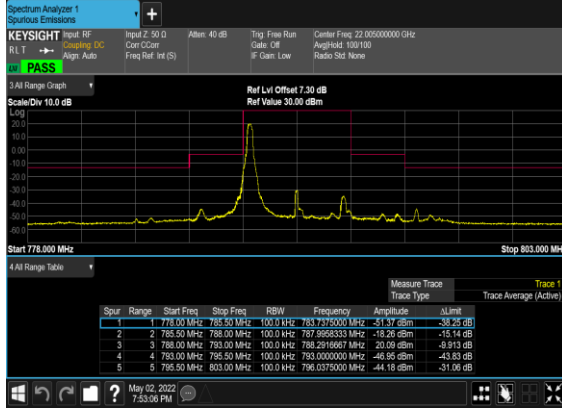 Spectrum Analyzer 1
Spurious Emissions
KEYSIGHT Input: RF Input Z: 50 Ω Atten: 40 dB Trig: Free Run Center Freq: 22.005000000 GHz
RLT Coupling: DC Corr CCorr Gate: Off Avg|Hold: 100/100
Align: Auto Freq Ref: Int (S) IF Gain: Low Radio Std: None
PASS
3 All Range Graph
Ref Lvl Offset 7.30 dB
Scale/Div 10.0 dB Ref Value 30.00 dBm
Log
20.0
10.0
0.00
-10.0
-20.0
-30.0
-40.0
-50.0
-60.0
Start 778.000 MHz Stop 803.000 MH
4 All Range Table
Measure Trace Trace 1
Trace Type Trace Average (Active)
Spur Range Start Freq Stop Freq RBW Frequency Amplitude ΔLimit
1 1 778.00 MHz 785.50 MHz 100.0 kHz 783.7375000 MHz -51.37 dBm -38.25 dB
2 2 785.50 MHz 788.00 MHz 100.0 kHz 787.9958333 MHz -18.26 dBm -15.14 dB
3 3 788.00 MHz 793.00 MHz 100.0 kHz 788.2916667 MHz 20.09 dBm -9.913 dB
4 4 793.00 MHz 795.50 MHz 100.0 kHz 793.0000000 MHz -46.95 dBm -43.83 dB
5 5 795.50 MHz 803.00 MHz 100.0 kHz 796.0375000 MHz -44.18 dBm -31.06 dB
May 02, 2022
7:53:06 PM